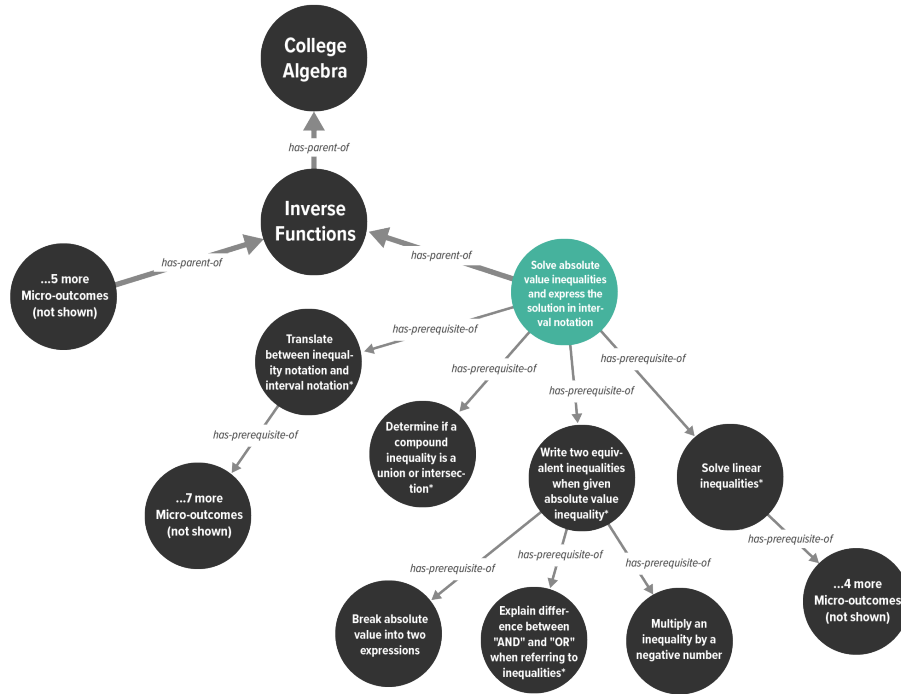 College
Algebra
has-parent-of
Inverse
Functions
has-parent-of
has-parent-of
...5 more
Micro-outcomes
(not shown)
Solve absolute
value inequalities
and express the
solution in inter-
val notation
has-prerequisite-of
Translate
between inequal-
ity notation and
interval notation*
has-prerequisite-of
has-prerequisite-of
has-prerequisite-of
Determine if a
compound
inequality is a
union or intersec-
tion*
Write two equiv-
alent inequalities
when given
absolute value
inequality*
Solve linear
inequalities*
has-prerequisite-of
...7 more
Micro-outcomes
(not shown)
has-prerequisite-of
has-prerequisite-of
has-prerequisite-of
has-prerequisite-of
...4 more
Micro-outcomes
(not shown)
Break absolute
value into two
expressions
Explain differ-
ence between
"AND" and "OR"
when referring to
inequalities*
Multiply an
inequality by a
negative number